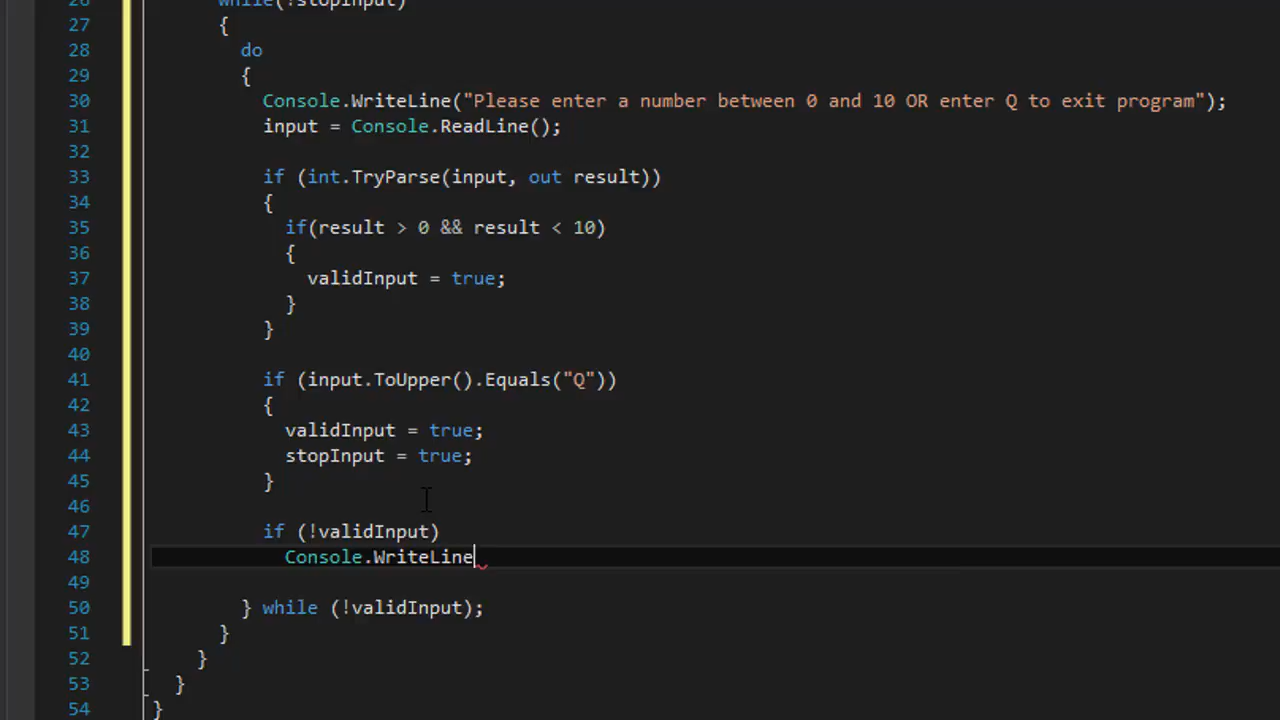 26 while(!stopInput)
27 {
28 do
29 {
30 Console.WriteLine("Please enter a number between 0 and 10 OR enter Q to exit program");
31 input = Console.ReadLine();
32
33 if (int.TryParse(input, out result))
34 {
35 if(result > 0 && result < 10)
36 {
37 validInput = true;
38 }
39 }
40
41 if (input.ToUpper().Equals("Q"))
42 {
43 validInput = true;
44 stopInput = true;
45 }
46
47 if (!validInput)
48 Console.WriteLine
49
50 } while (!validInput);
51 }
52 }
53 }
54 }